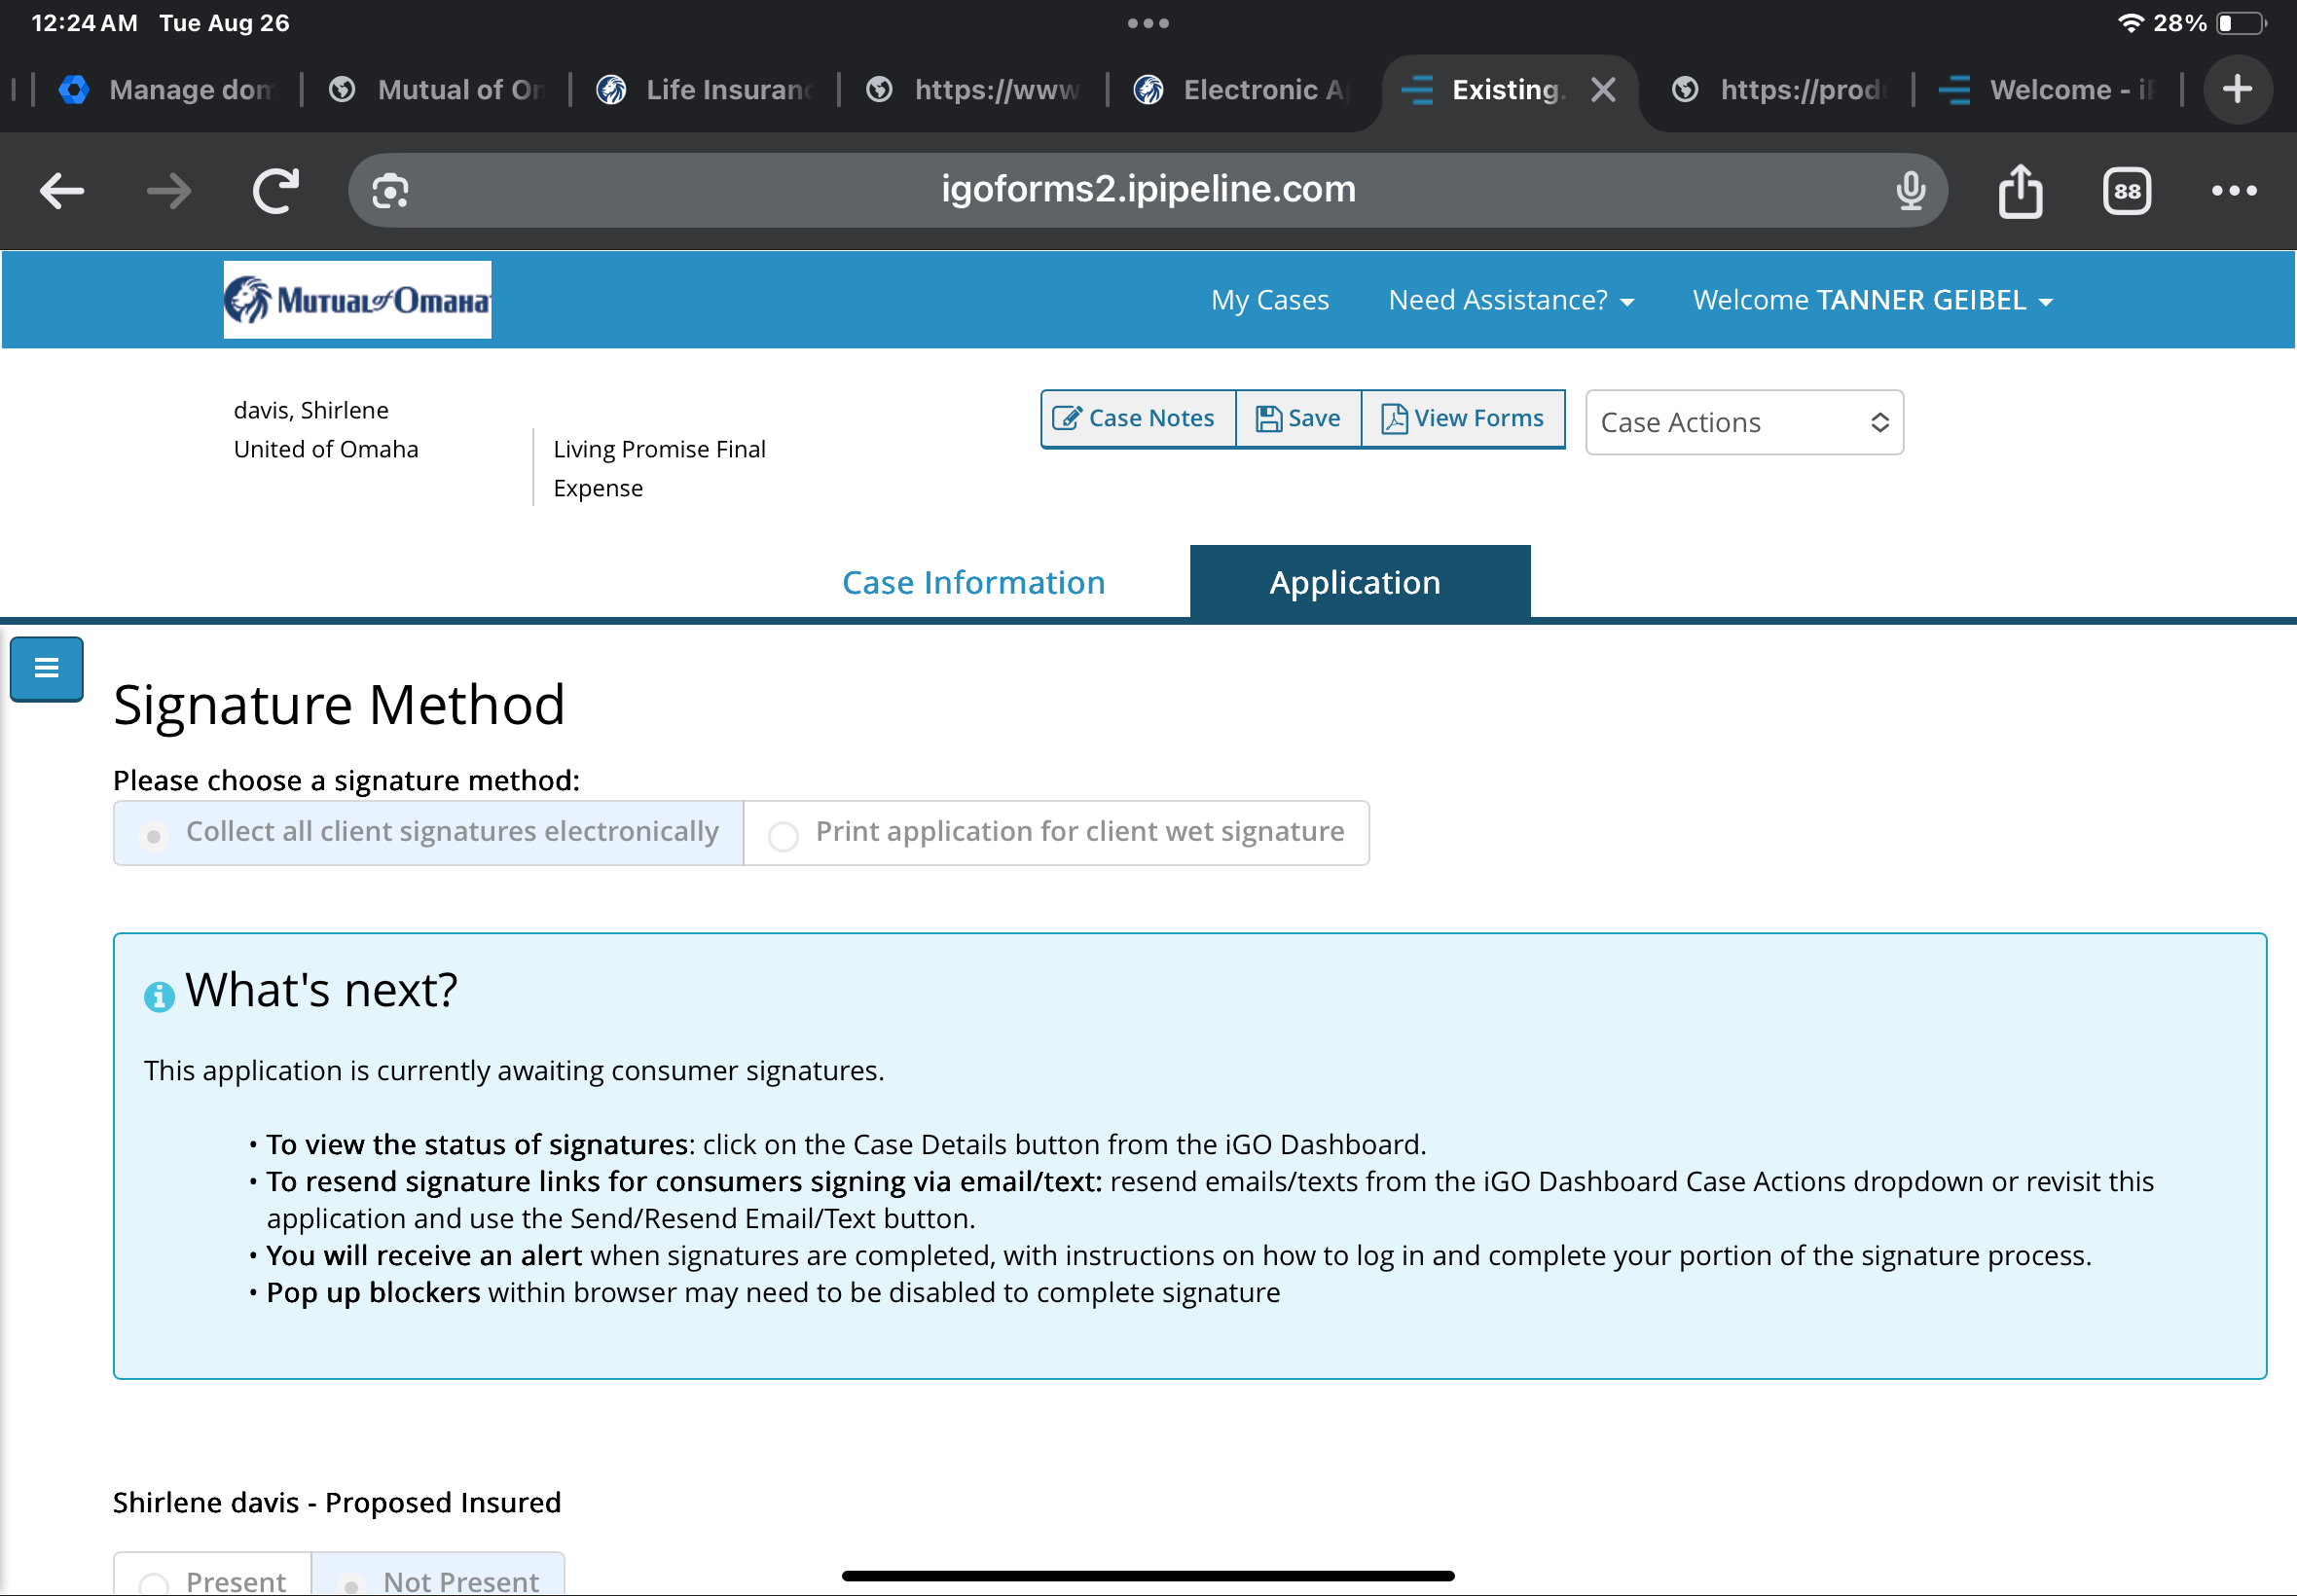 12:24 AM Tue Aug 26
28%
Manage dom
Mutual of Om
Life Insuranc
https://www
Electronic Ap
Existing.
https://produ
Welcome - iP
igoforms2.ipipeline.com
88
Mutual of Omaha
My Cases
Need Assistance?
Welcome TANNER GEIBEL
davis, Shirlene
United of Omaha
Living Promise Final
Expense
Case Notes
Save
View Forms
Case Actions
Case Information
Application
Signature Method
Please choose a signature method:
Collect all client signatures electronically
Print application for client wet signature
What's next?
This application is currently awaiting consumer signatures.
• To view the status of signatures: click on the Case Details button from the iGO Dashboard.
• To resend signature links for consumers signing via email/text: resend emails/texts from the iGO Dashboard Case Actions dropdown or revisit this
application and use the Send/Resend Email/Text button.
• You will receive an alert when signatures are completed, with instructions on how to log in and complete your portion of the signature process.
• Pop up blockers within browser may need to be disabled to complete signature
Shirlene davis - Proposed Insured
Present
Not Present